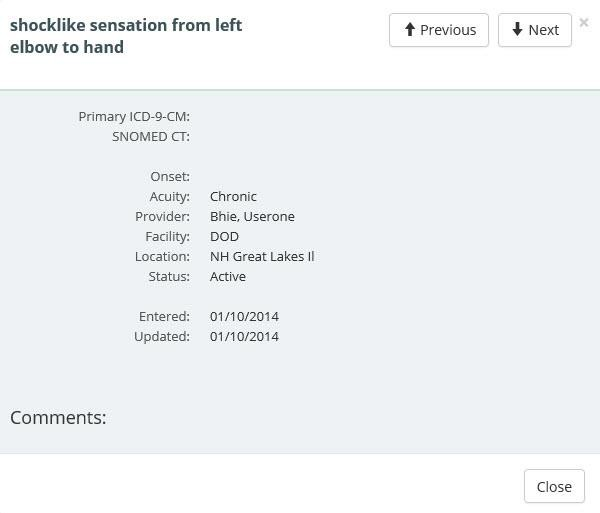 shocklike sensation from left
elbow to hand
Previous
Next
×
Primary ICD-9-CM:
SNOMED CT:
Onset:
Acuity: Chronic
Provider: Bhie, Userone
Facility: DOD
Location: NH Great Lakes Il
Status: Active
Entered: 01/10/2014
Updated: 01/10/2014
Comments:
Close